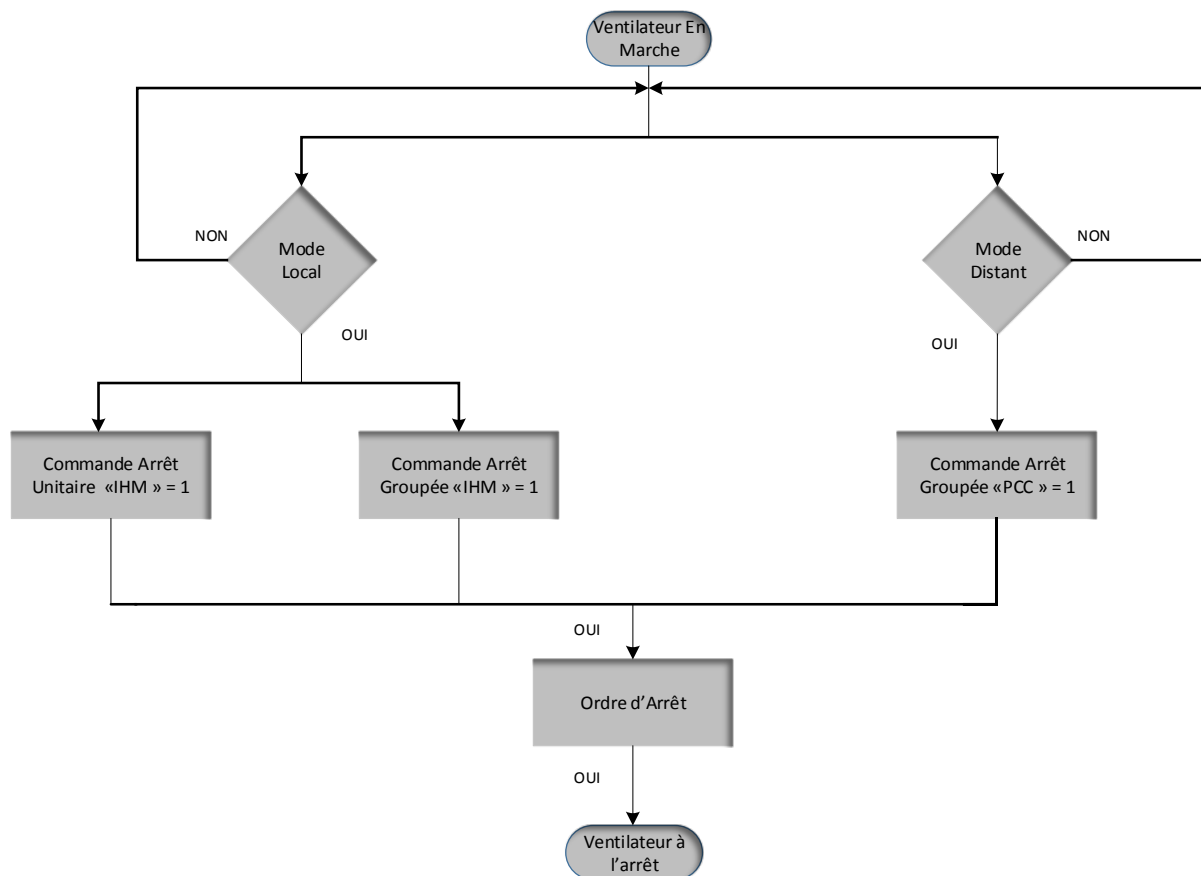 Ventilateur En
Marche
NON
Mode
Local
Mode
Distant
NON
OUI
OUI
Commande Arrêt
Unitaire «IHM » = 1
Commande Arrêt
Groupée «IHM » = 1
Commande Arrêt
Groupée «PCC » = 1
OUI
Ordre d’Arrêt
OUI
Ventilateur à
l’arrêt